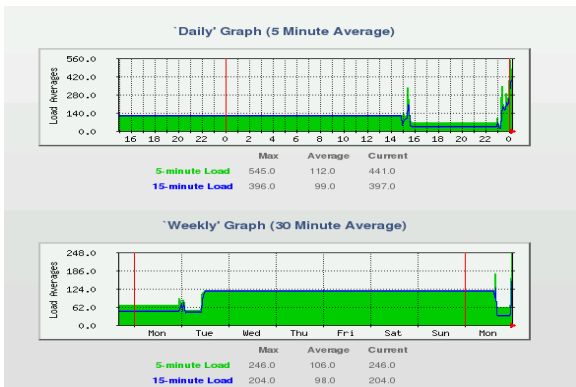 `Daily' Graph (5 Minute Average)
560.0
420.0
280.0
140.0
0.0
Load Averages
16 18 20 22 0 2 4 6 8 10 12 14 16 18 20 22 0
Max Average Current
5-minute Load 545.0 112.0 441.0
15-minute Load 396.0 99.0 397.0
`Weekly' Graph (30 Minute Average)
248.0
186.0
124.0
62.0
0.0
Load Averages
Mon Tue Wed Thu Fri Sat Sun Mon
Max Average Current
5-minute Load 246.0 106.0 246.0
15-minute Load 204.0 98.0 204.0